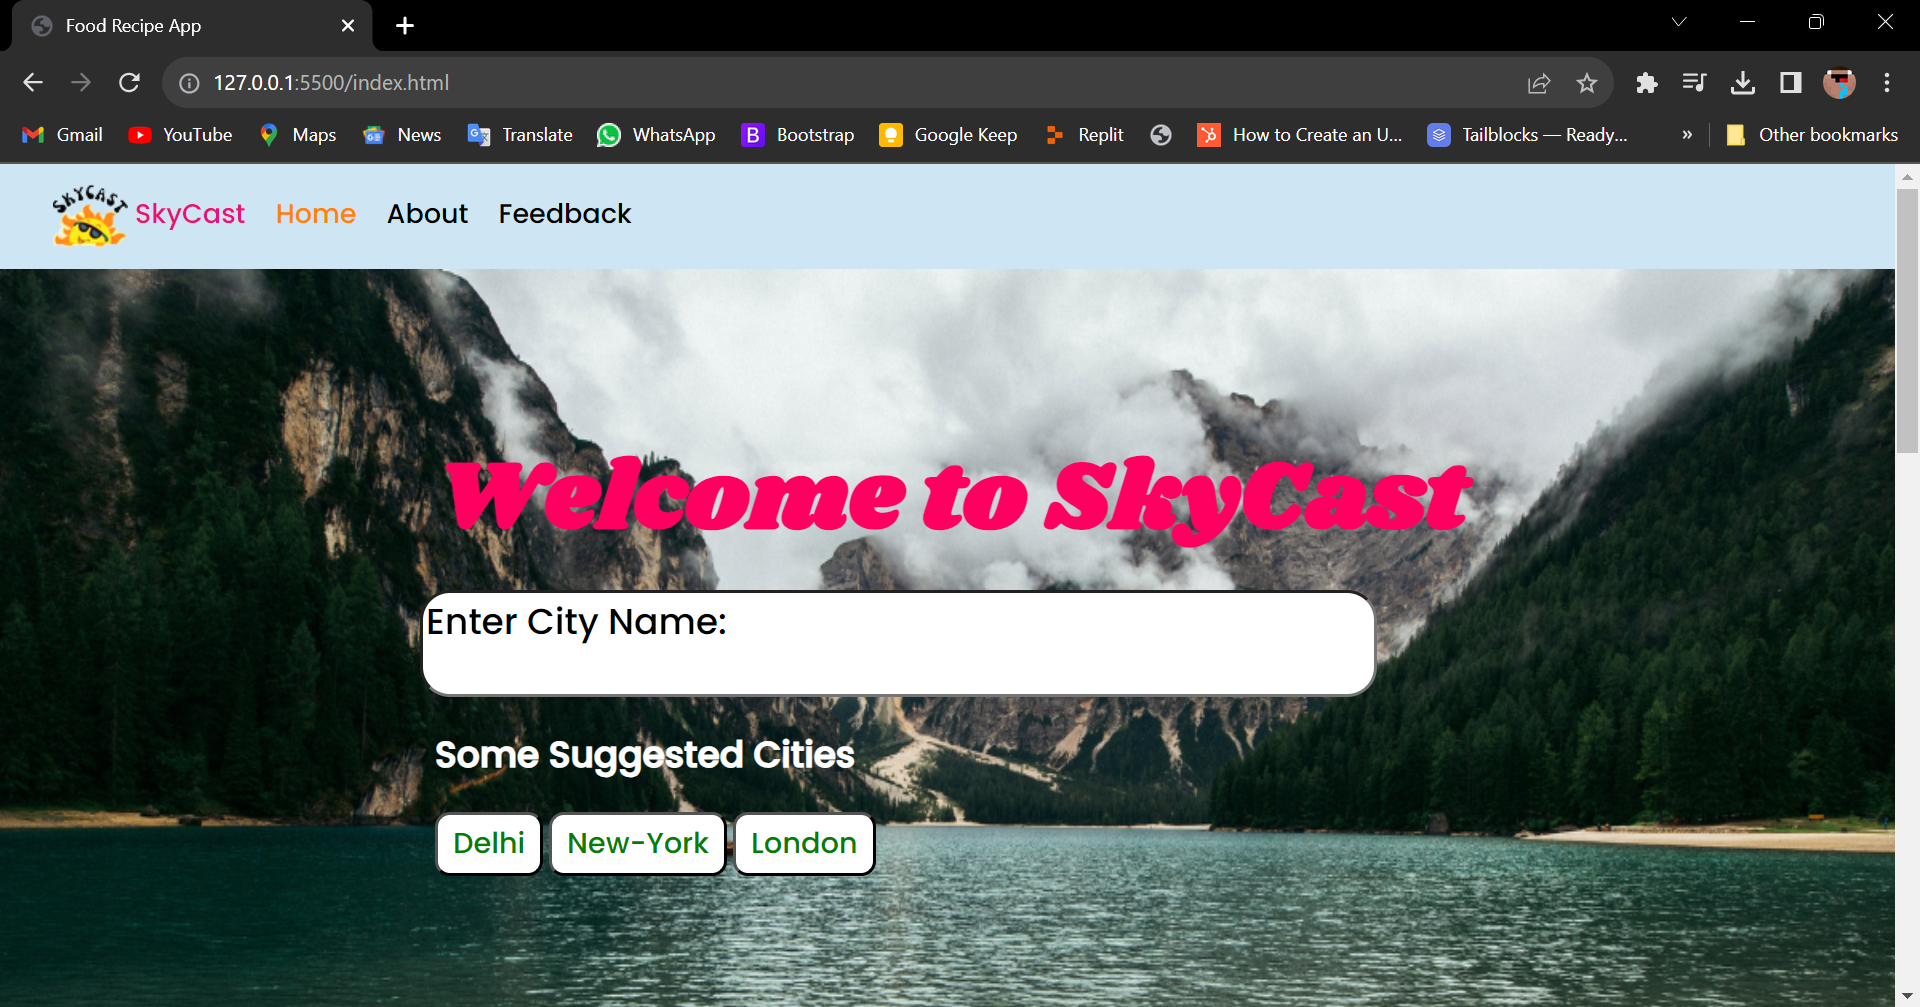 Food Recipe App
127.0.0.1:5500/index.html
Gmail YouTube Maps News Translate WhatsApp Bootstrap Google Keep Replit How to Create an U... Tailblocks — Ready... » Other bookmarks
SKYCAST SkyCast Home About Feedback
Welcome to SkyCast
Enter City Name:
Some Suggested Cities
Delhi New-York London